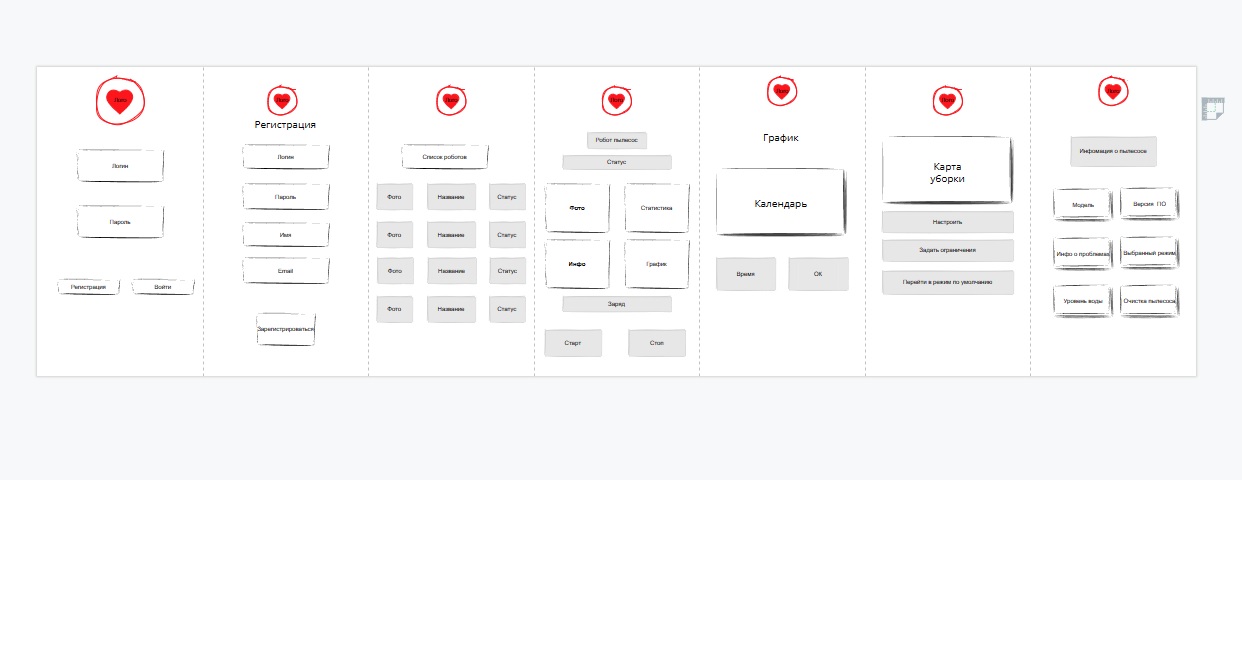 Лого
Логин
Пароль
Регистрация
Войти
Лого
Регистрация
Логин
Пароль
Имя
Email
Зарегистрироваться
Лого
Список роботов
Фото
Название
Статус
Фото
Название
Статус
Фото
Название
Статус
Фото
Название
Статус
Лого
Робот пылесос
Статус
Фото
Статистика
Инфо
График
Заряд
Старт
Стоп
Лого
График
Календарь
Время
ОК
Лого
Карта
уборки
Настроить
Задать ограничения
Перейти в режим по умолчанию
Лого
Инфомация о пылесосе
Модель
Версия ПО
Инфо о проблемах
Выбранный режим
Уровень воды
Очистка пылесоса